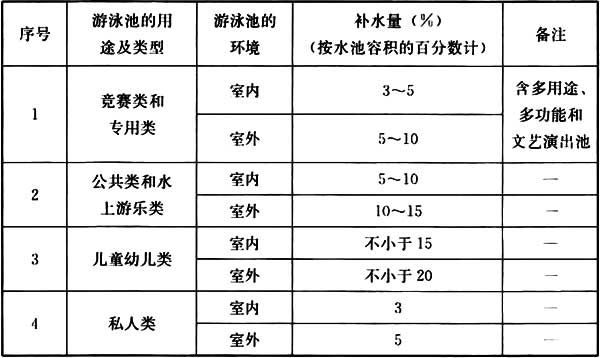 序号 游泳池的用途及类型 游泳池的环境 补水量（%）（按水池容积的百分数计） 备注
1 竞赛类和专用类 室内 3～5 含多用途、多功能和文艺演出池
室外 5～10
2 公共类和水上游乐类 室内 5～10 —
室外 10～15 —
3 儿童幼儿类 室内 不小于15 —
室外 不小于20 —
4 私人类 室内 3 —
室外 5 —